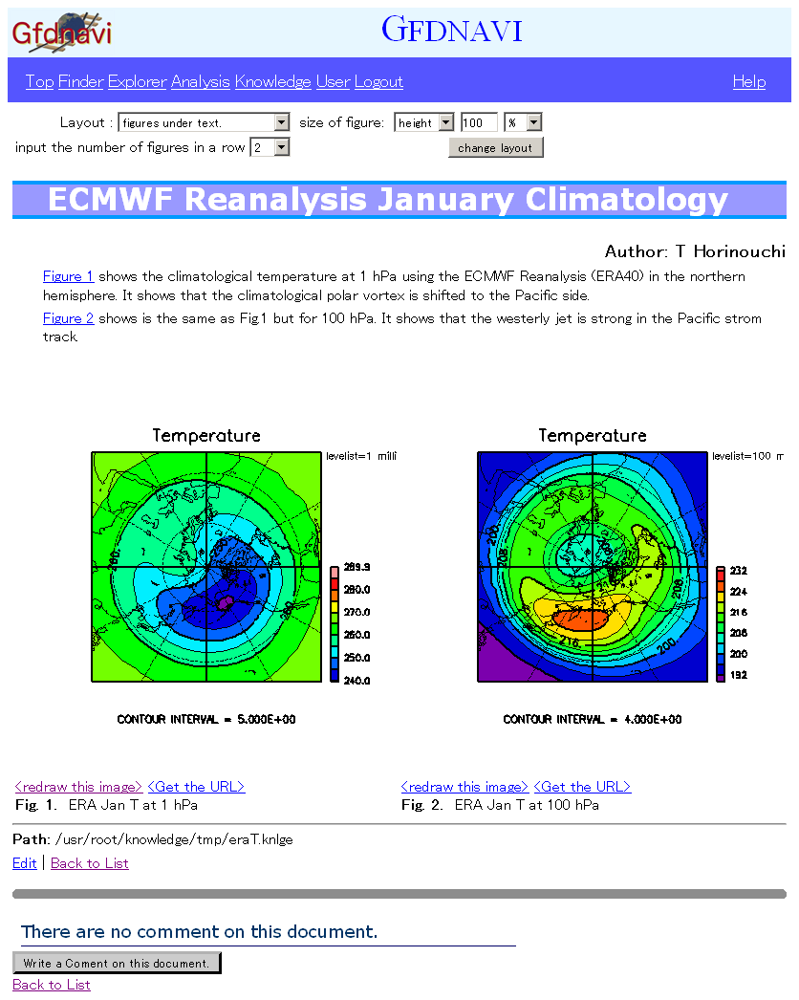 Gfdnavi
GFDNAVI
Top Finder Explorer Analysis Knowledge User Logout Help
Layout : figures under text. size of figure: height 100 %
input the number of figures in a row 2 change layout
ECMWF Reanalysis January Climatology
Author: T Horinouchi
Figure 1 shows the climatological temperature at 1 hPa using the ECMWF Reanalysis (ERA40) in the northern
hemisphere. It shows that the climatological polar vortex is shifted to the Pacific side.
Figure 2 shows is the same as Fig.1 but for 100 hPa. It shows that the westerly jet is strong in the Pacific strom
track.
Temperature
levelist=1 milli
260.
260.
260.
269.9
280.0
270.0
260.0
250.0
240.0
CONTOUR INTERVAL = 5.000E+00
Temperature
levelist=100 m
200.
208.
208.
216.
200.
232
224
216
208
200
192
CONTOUR INTERVAL = 4.000E+00
<redraw this image> <Get the URL>
Fig. 1. ERA Jan T at 1 hPa
<redraw this image> <Get the URL>
Fig. 2. ERA Jan T at 100 hPa
Path: /usr/root/knowledge/tmp/eraT.knlge
Edit | Back to List
There are no comment on this document.
Write a Coment on this document.
Back to List